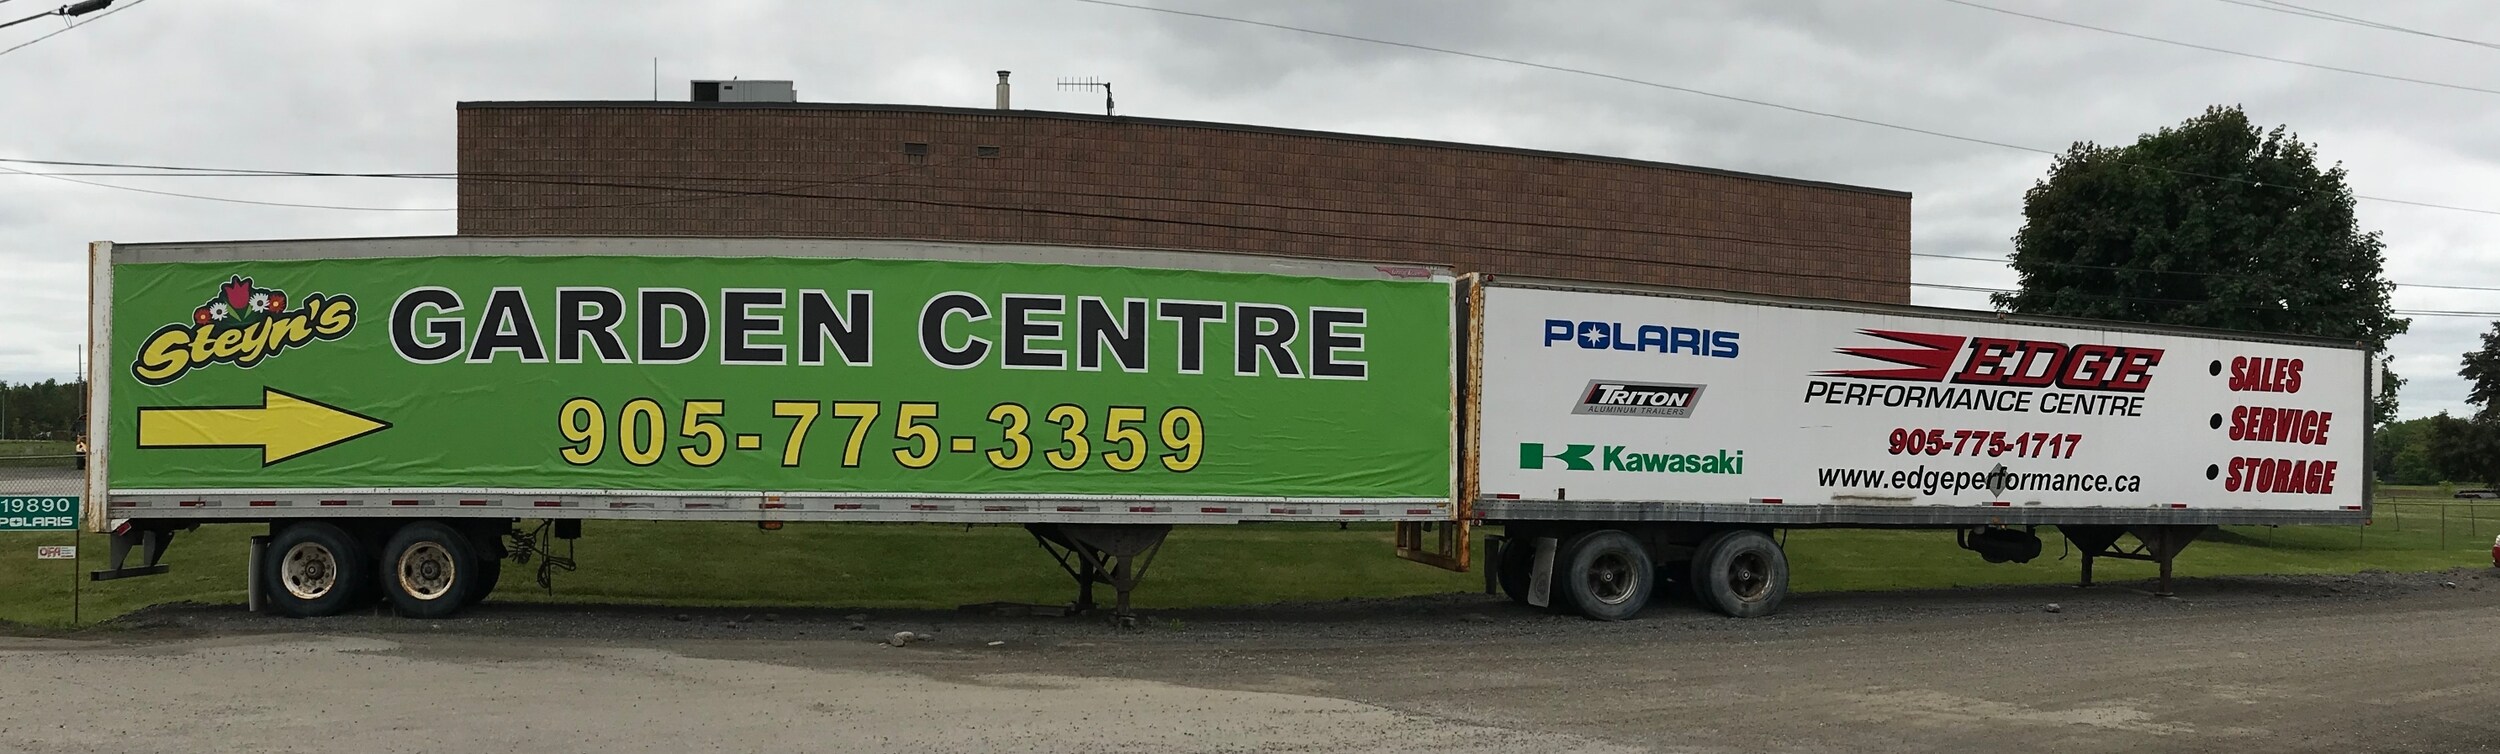 Steyn's
GARDEN CENTRE
905-775-3359
POLARIS
TRITON
ALUMINUM TRAILERS
Kawasaki
EDGE
PERFORMANCE CENTRE
905-775-1717
www.edgeperformance.ca
• SALES
• SERVICE
• STORAGE
19890
POLARIS
OFA